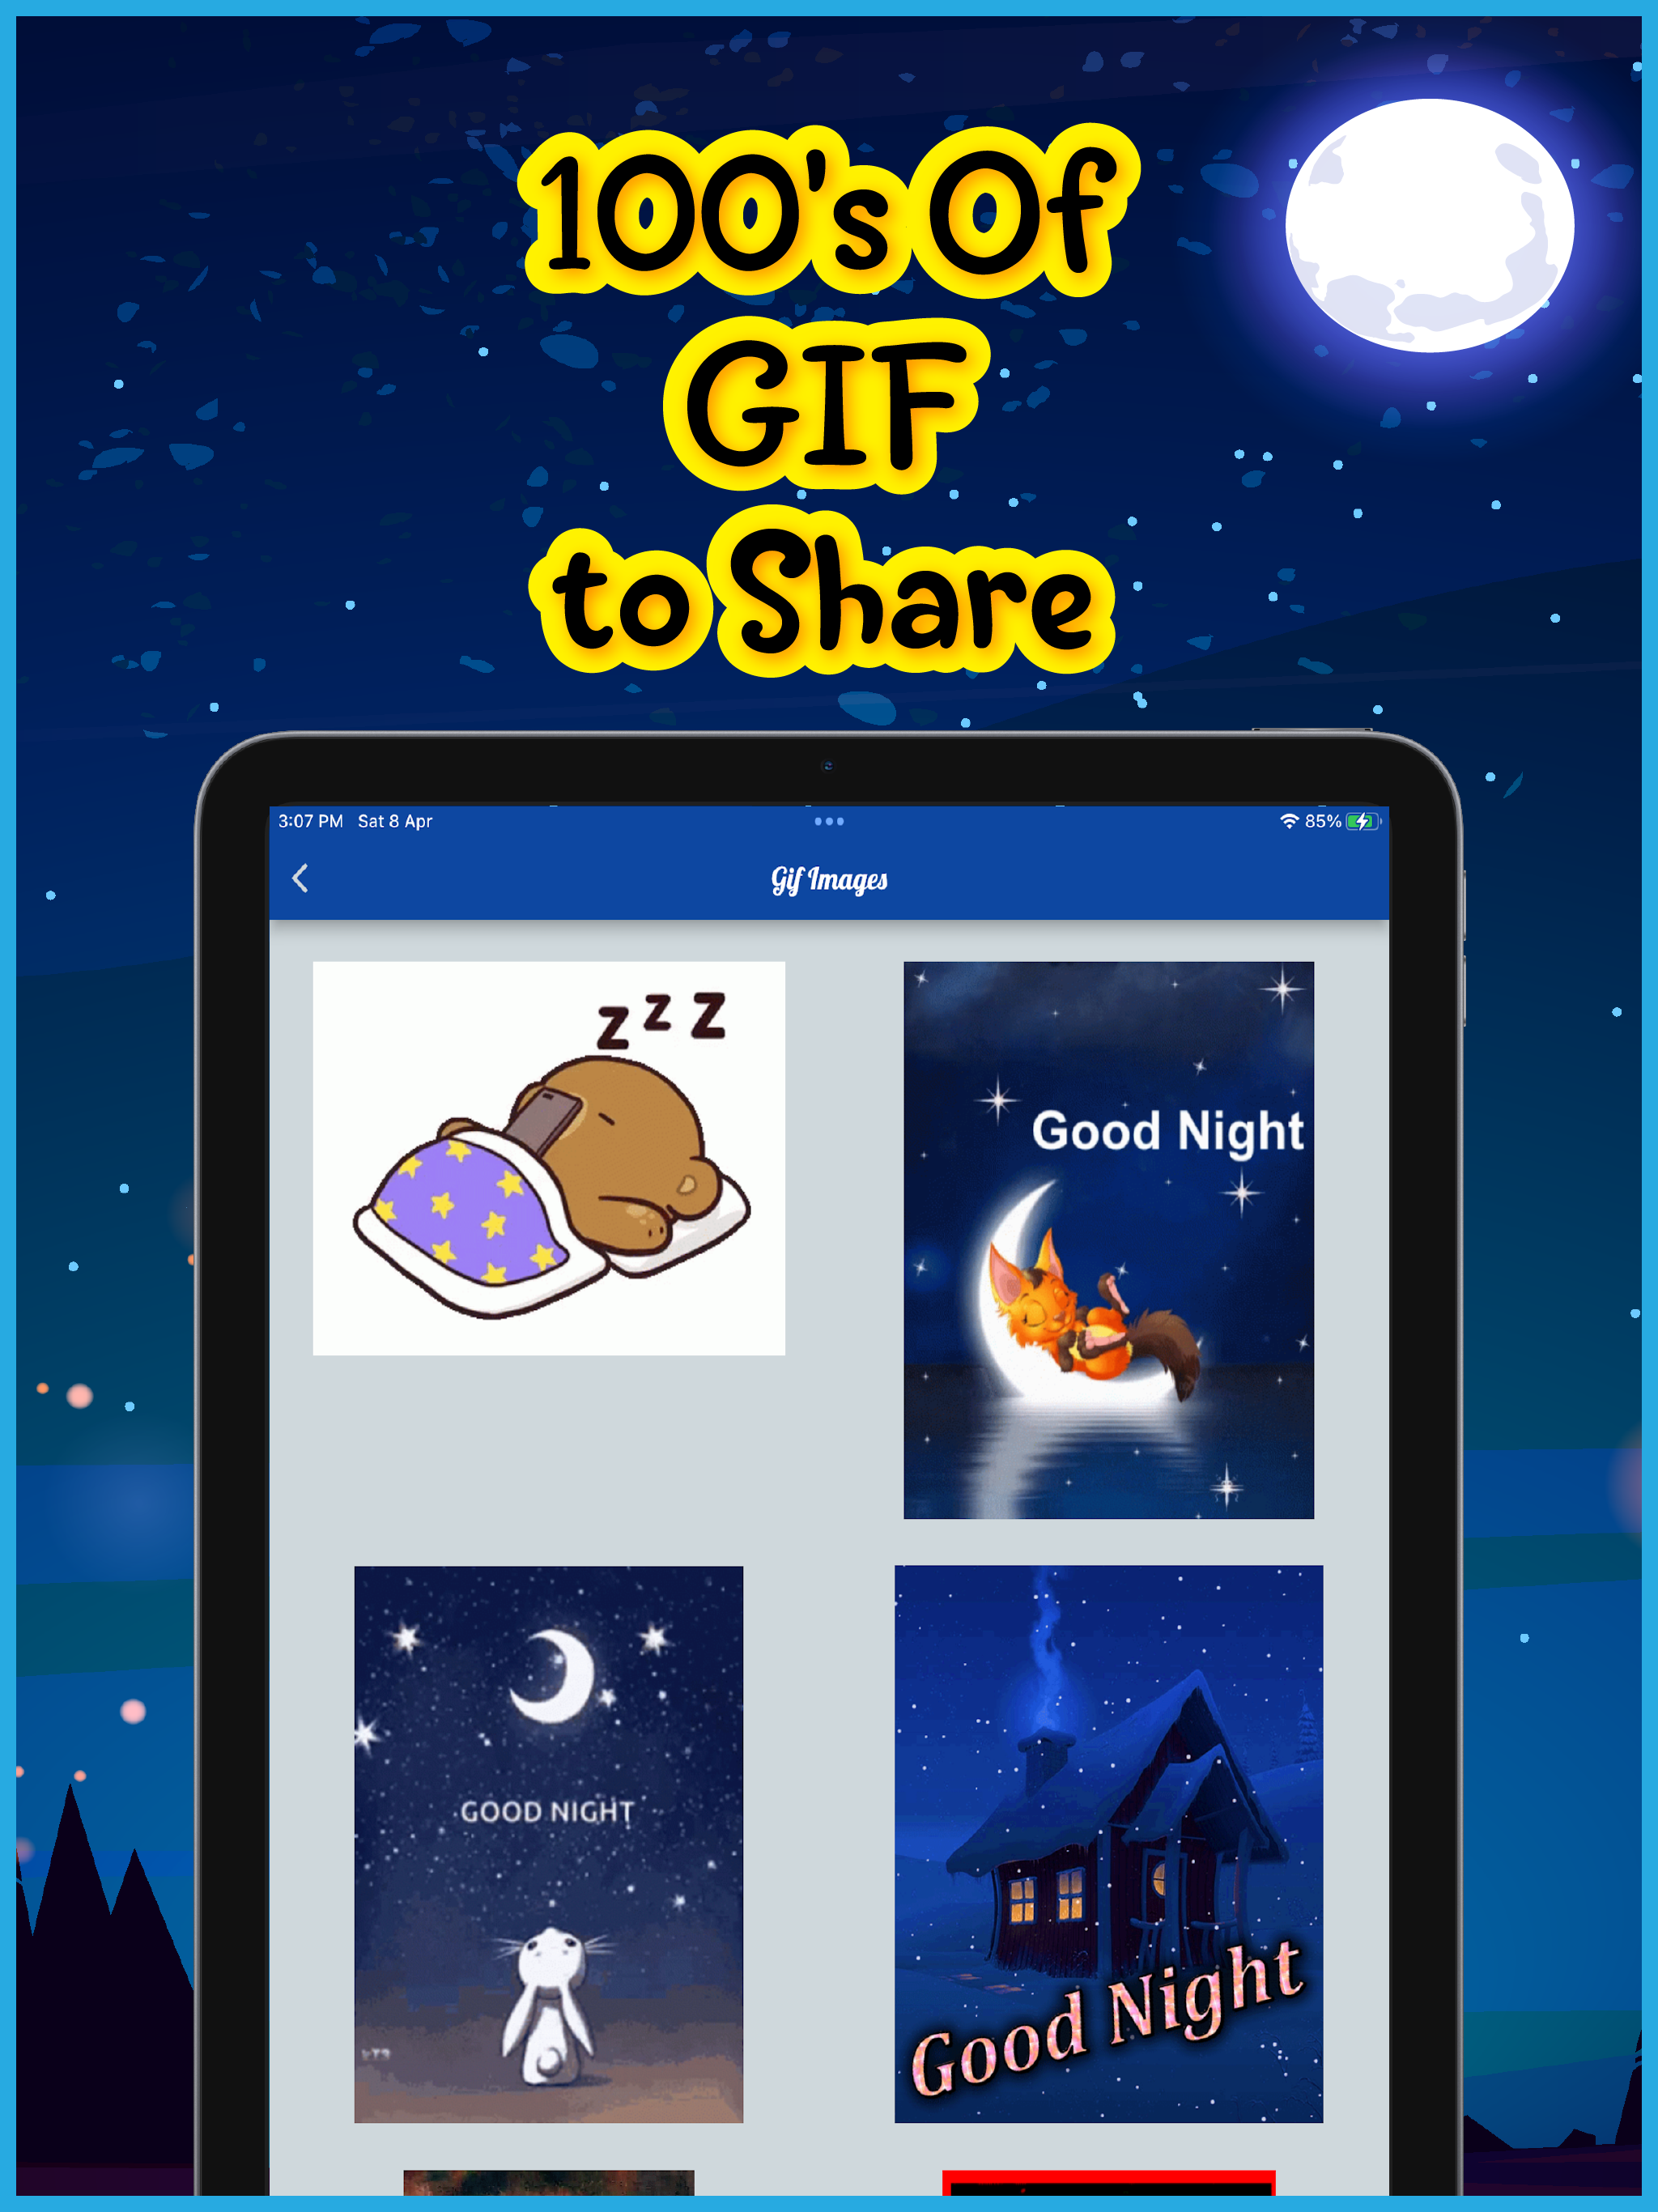 100's Of
GIF
to Share
3:07 PM Sat 8 Apr
85%
Gif Images
z z z
Good Night
GOOD NIGHT
Good Night